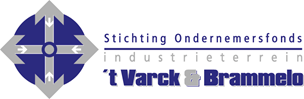 Stichting Ondernemersfonds
industrieterrein
't Varck & Brammelo